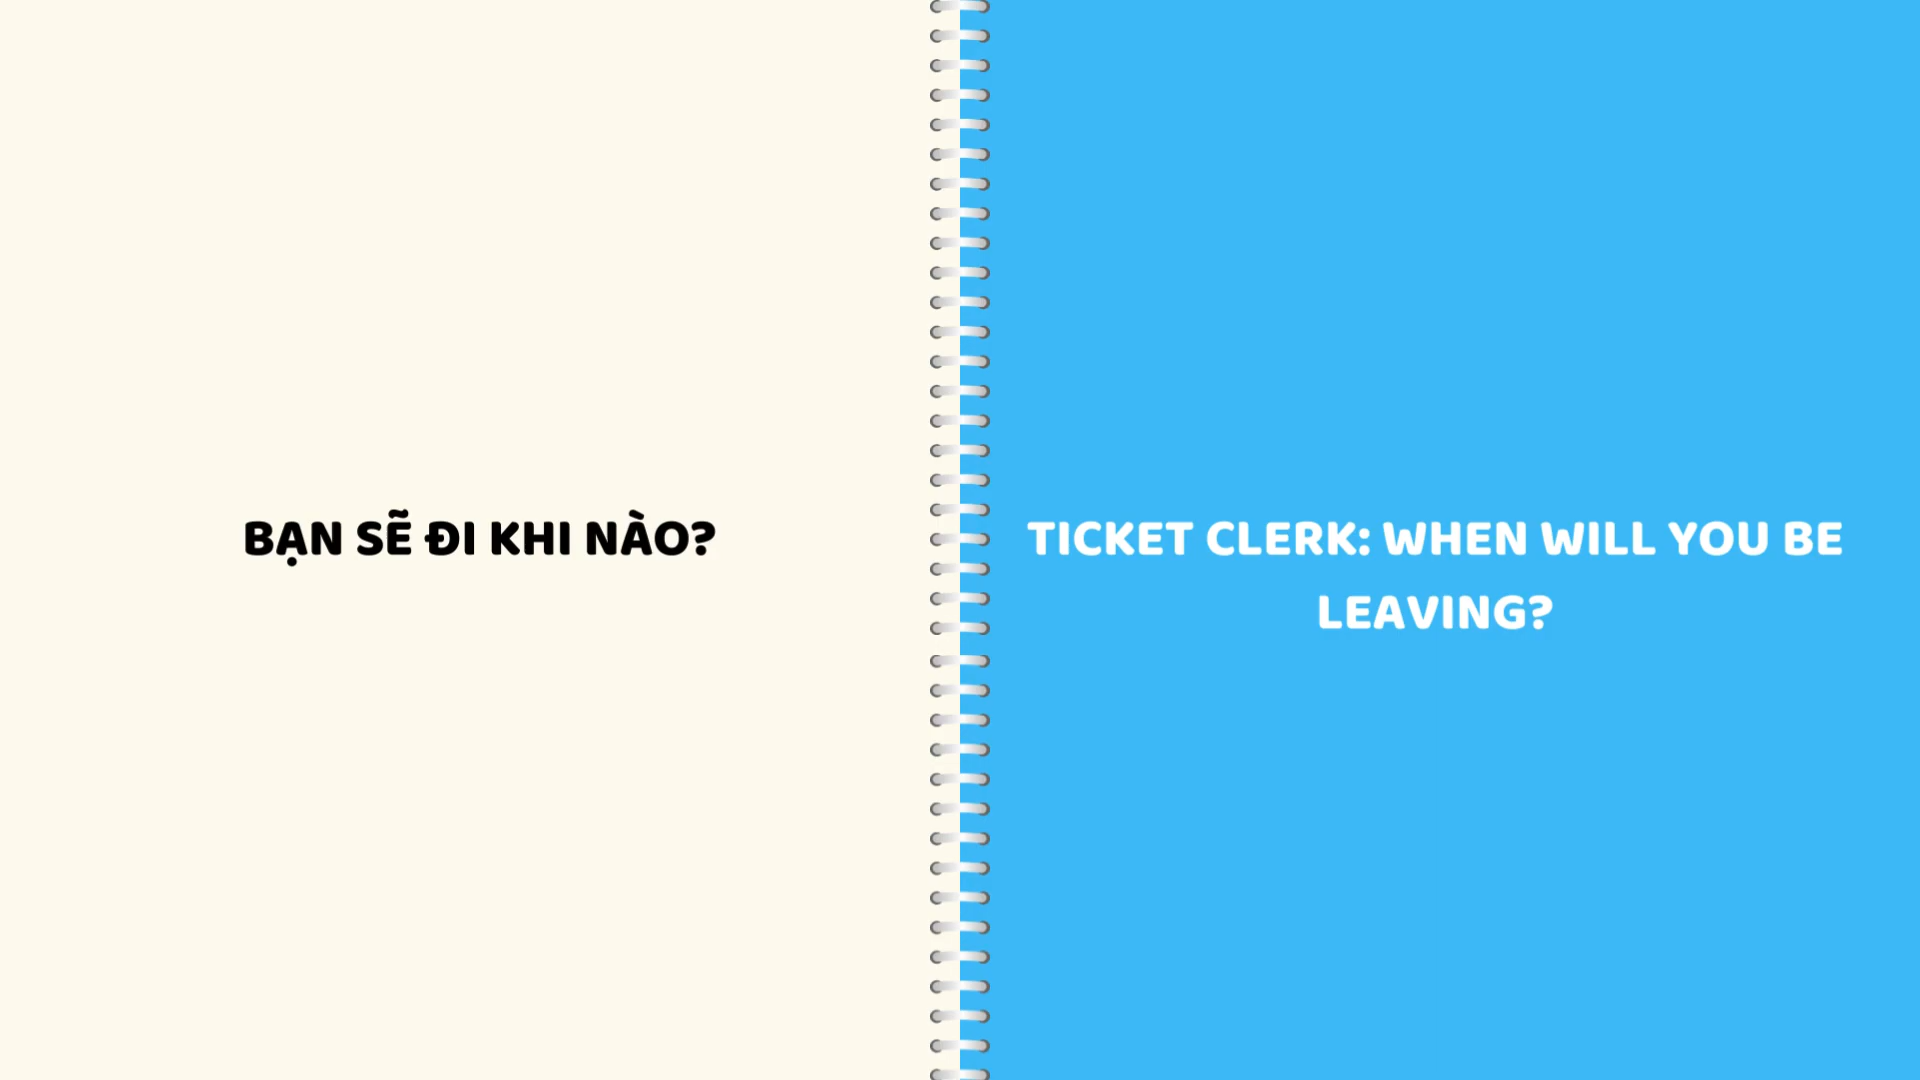 BẠN SẼ ĐI KHI NÀO?
TICKET CLERK: WHEN WILL YOU BE
LEAVING?